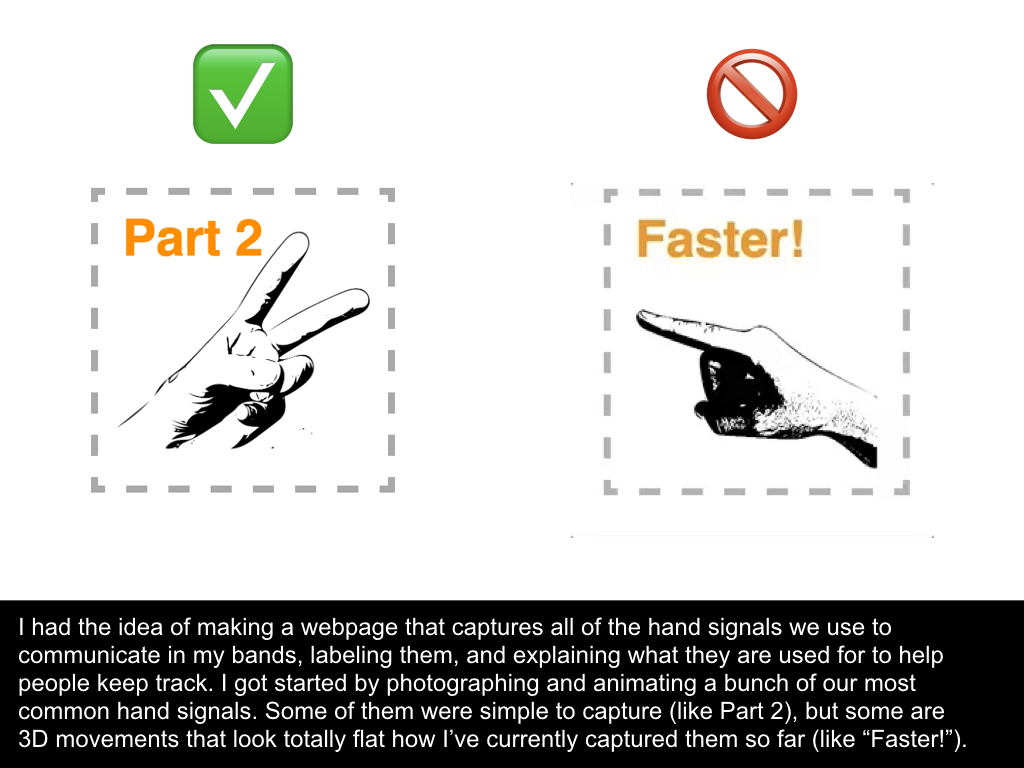 Part 2
Faster!
I had the idea of making a webpage that captures all of the hand signals we use to
communicate in my bands, labeling them, and explaining what they are used for to help
people keep track. I got started by photographing and animating a bunch of our most
common hand signals. Some of them were simple to capture (like Part 2), but some are
3D movements that look totally flat how I’ve currently captured them so far (like “Faster!”).